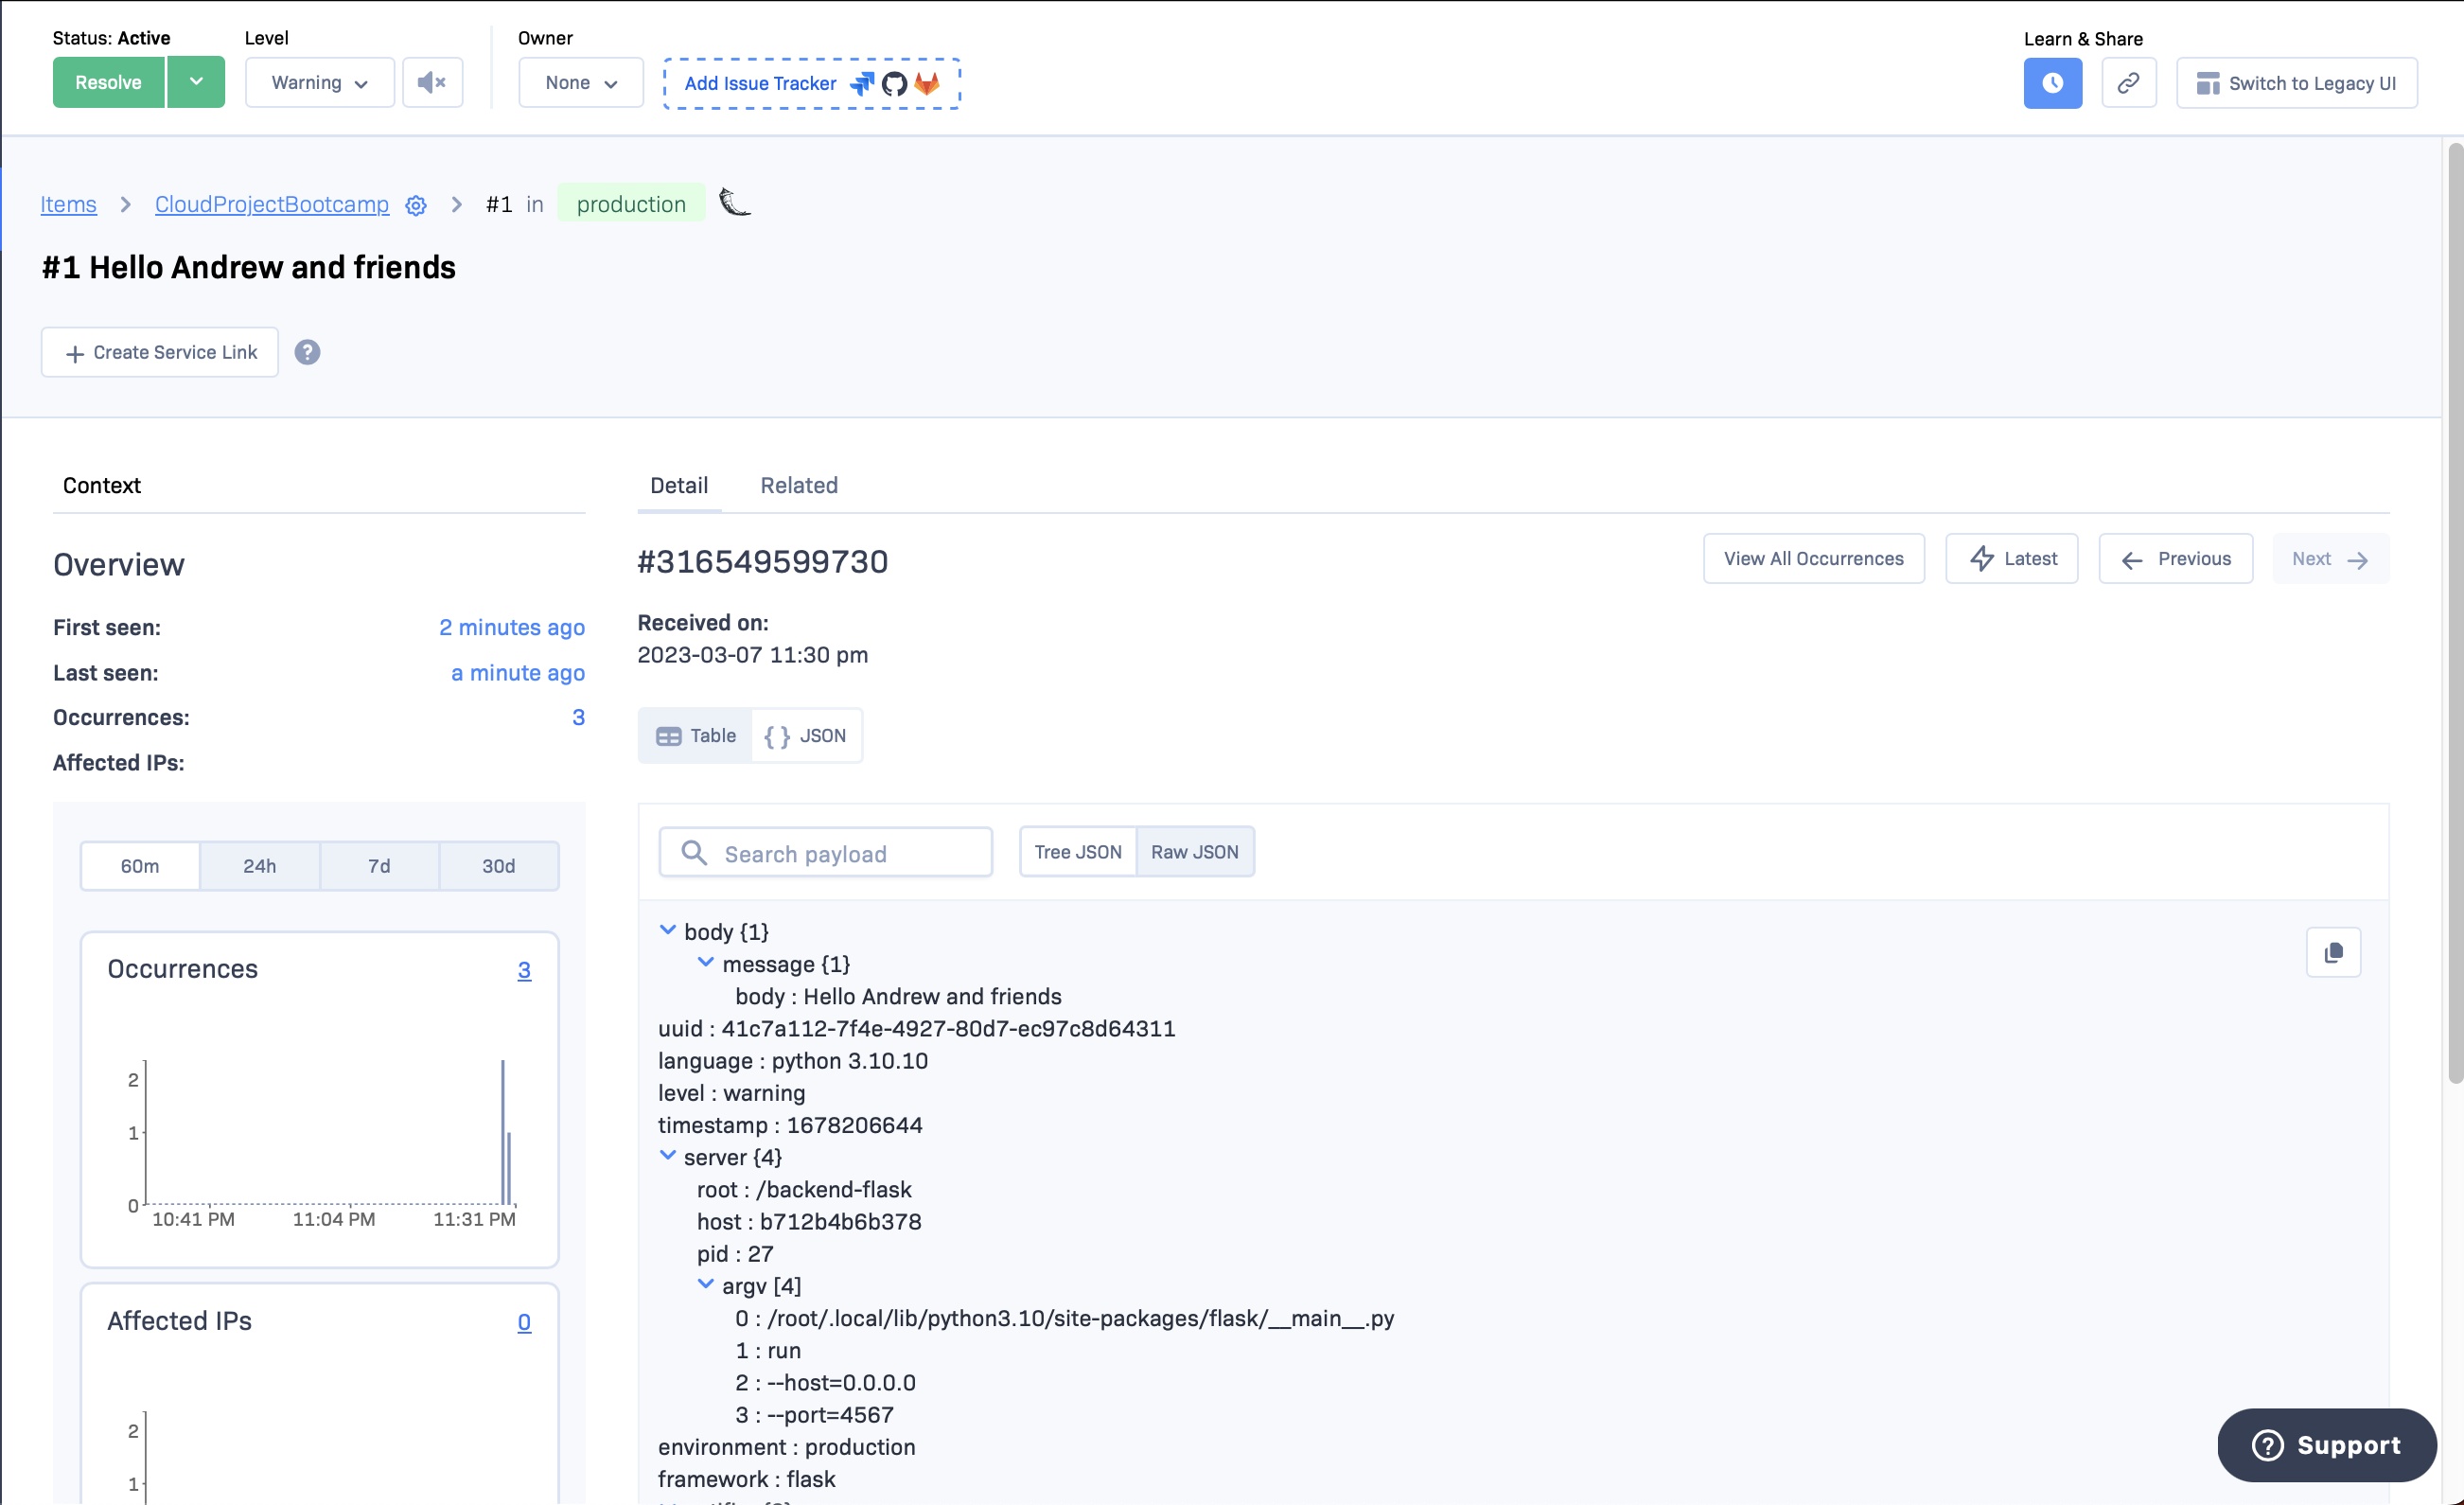 Status: Active
Level
Owner
Learn & Share
Resolve
Warning
None
Add Issue Tracker
Switch to Legacy UI
Items > CloudProjectBootcamp > #1 in production
#1 Hello Andrew and friends
+ Create Service Link ?
Context
Detail Related
Overview
#316549599730
View All Occurrences
Latest
Previous
Next
First seen: 2 minutes ago
Last seen: a minute ago
Occurrences: 3
Affected IPs:
Received on:
2023-03-07 11:30 pm
Table { } JSON
60m 24h 7d 30d
Occurrences 3
2
1
0
10:41 PM 11:04 PM 11:31 PM
Affected IPs 0
2
1
Search payload
Tree JSON Raw JSON
body {1}
message {1}
body : Hello Andrew and friends
uuid : 41c7a112-7f4e-4927-80d7-ec97c8d64311
language : python 3.10.10
level : warning
timestamp : 1678206644
server {4}
root : /backend-flask
host : b712b4b6b378
pid : 27
argv [4]
0 : /root/.local/lib/python3.10/site-packages/flask/__main__.py
1 : run
2 : --host=0.0.0.0
3 : --port=4567
environment : production
framework : flask
? Support